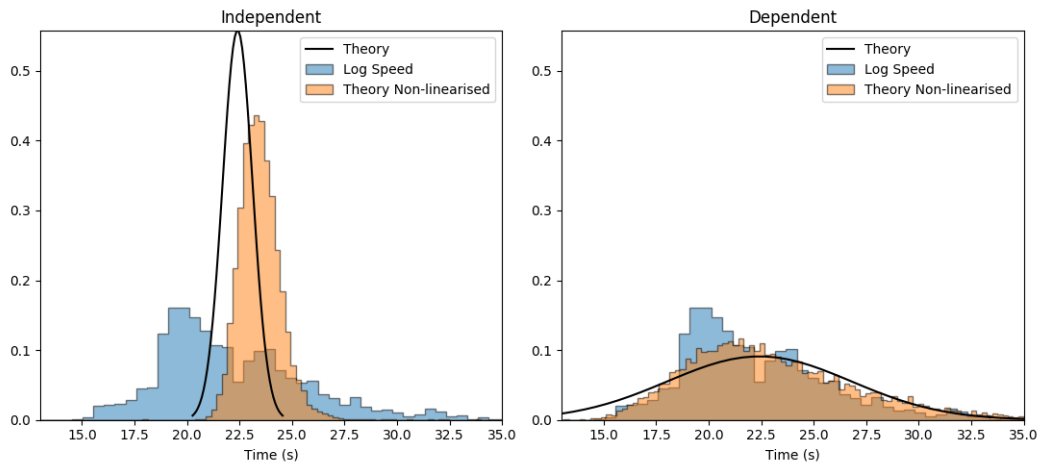 Independent
Theory
Log Speed
Theory Non-linearised
0.5
0.4
0.3
0.2
0.1
0.0
15.0 17.5 20.0 22.5 25.0 27.5 30.0 32.5 35.0
Time (s)
Dependent
Theory
Log Speed
Theory Non-linearised
0.5
0.4
0.3
0.2
0.1
0.0
15.0 17.5 20.0 22.5 25.0 27.5 30.0 32.5 35.0
Time (s)